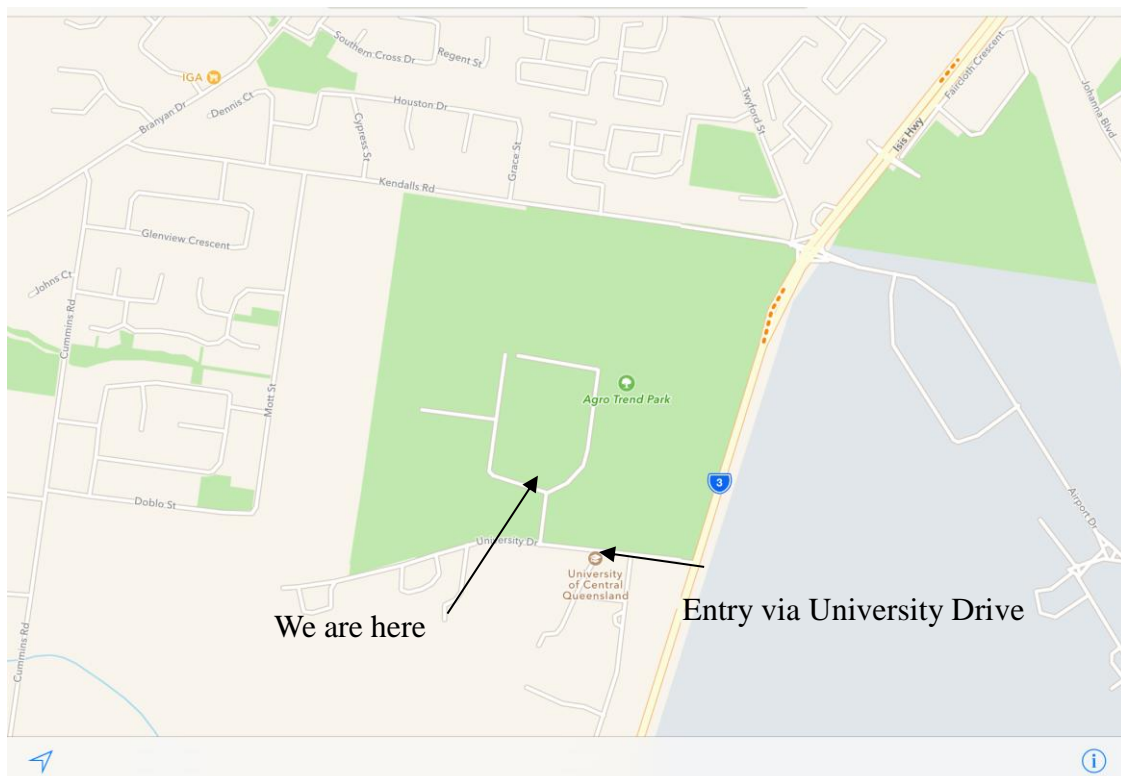 Southern Cross Dr
Regent St
IGA
Branyan Dr
Dennis Ct
Houston Dr
Cypress St
Grace St
Twyford St
Isis Hwy
Faircloth Crescent
Johanna Blvd
Kendalls Rd
Glenview Crescent
Johns Ct
Cummins Rd
Mott St
Agro Trend Park
3
Doblo St
Airport Dr
University Dr
University
of Central
Queensland
We are here
Entry via University Drive
Cummins Rd